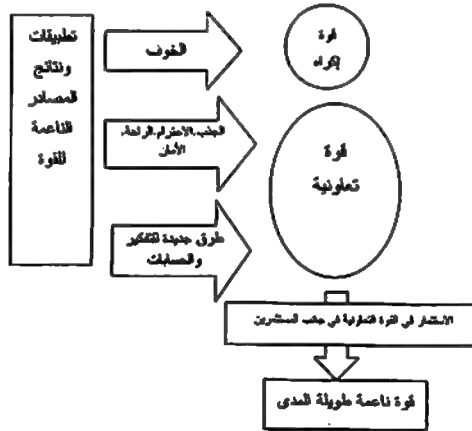 تطبيقات
ونتائج
المصادر
الناعمة
للقوة
الخوف
قوة
إكراه
الجذب، الاحترام، الراحة،
الأمان
قوة
تعاونية
طرق جديدة للتفكير
والحسابات
الاستثمار في القوة التعاونية في جانب المستثمرين
قوة ناعمة طويلة المدى